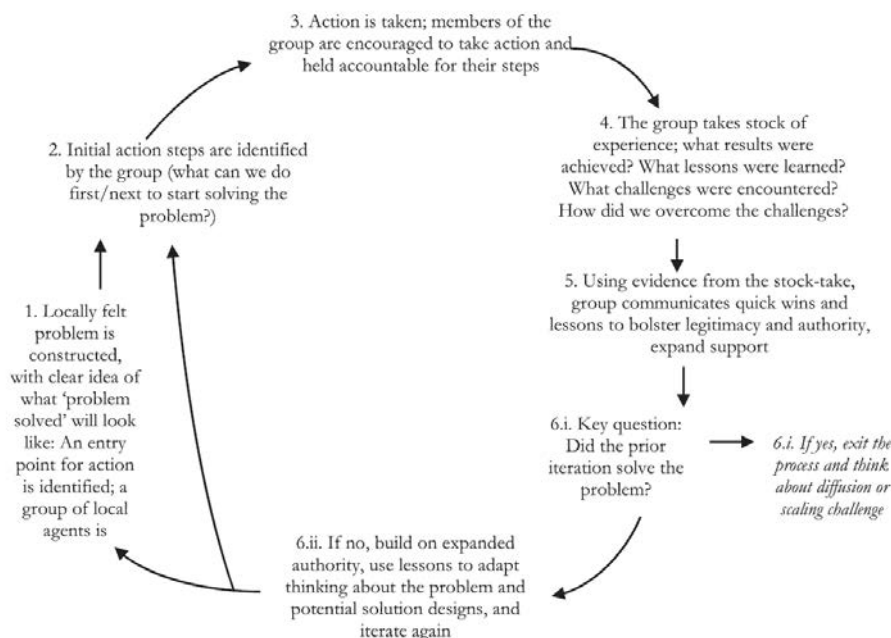 3. Action is taken; members of the
group are encouraged to take action and
held accountable for their steps
2. Initial action steps are identified
by the group (what can we do
first/next to start solving the
problem?)
4. The group takes stock of
experience; what results were
achieved? What lessons were learned?
What challenges were encountered?
How did we overcome the challenges?
1. Locally felt
problem is
constructed,
with clear idea of
what ‘problem
solved’ will look
like: An entry
point for action
is identified; a
group of local
agents is
5. Using evidence from the stock-take,
group communicates quick wins and
lessons to bolster legitimacy and authority,
expand support
6.i. Key question:
Did the prior
iteration solve the
problem?
6.i. If yes, exit the
process and think
about diffusion or
scaling challenge
6.ii. If no, build on expanded
authority, use lessons to adapt
thinking about the problem and
potential solution designs, and
iterate again